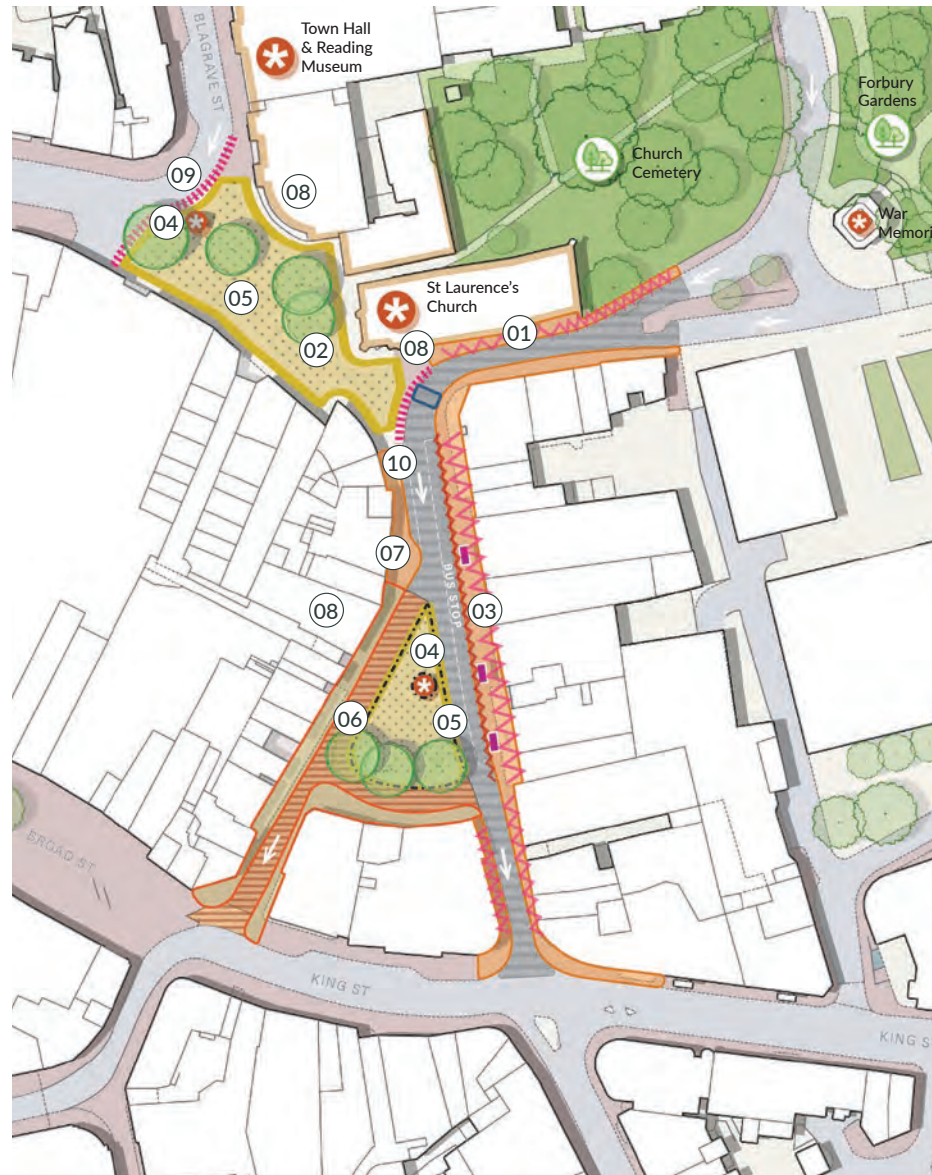 BLAGRAVE ST
Town Hall
& Reading
Museum
Forbury
Gardens
Church
Cemetery
09
08
04
War
Memori
05
St Laurence's
Church
02
08
01
10
07
BUS STOP
08
03
04
06
05
BROAD ST
KING ST
KING S